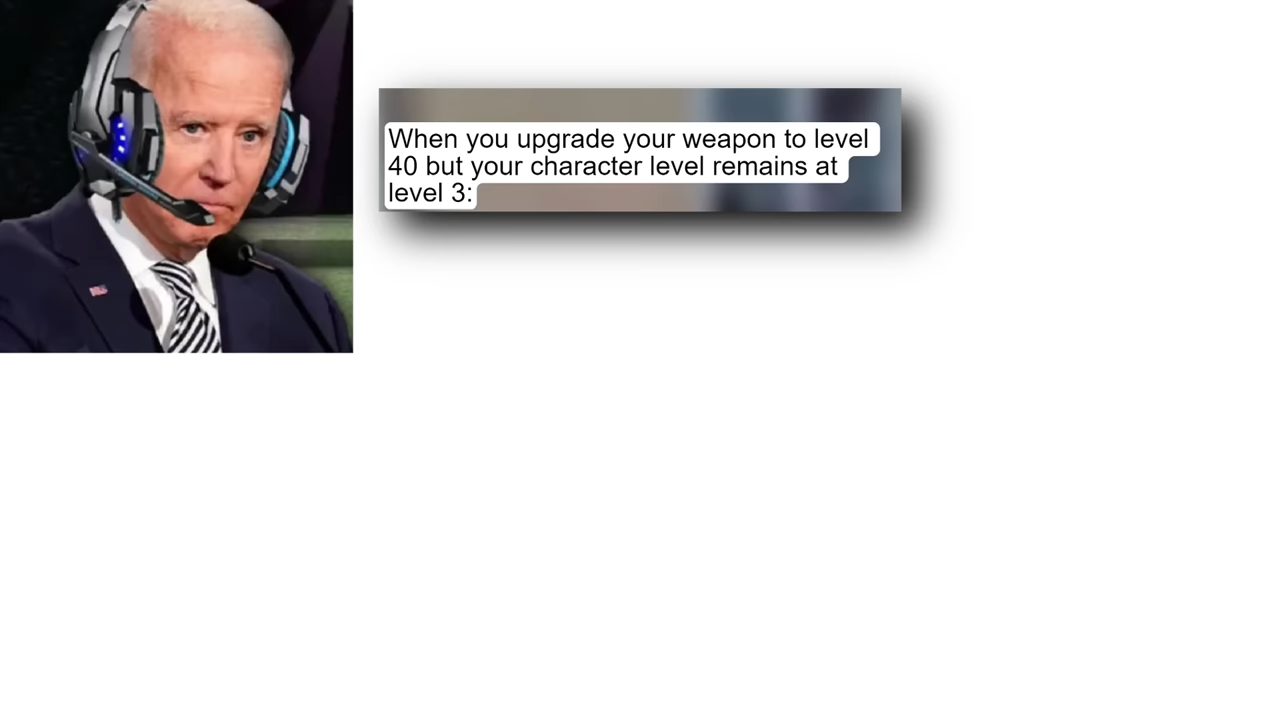 When you upgrade your weapon to level
40 but your character level remains at
level 3: